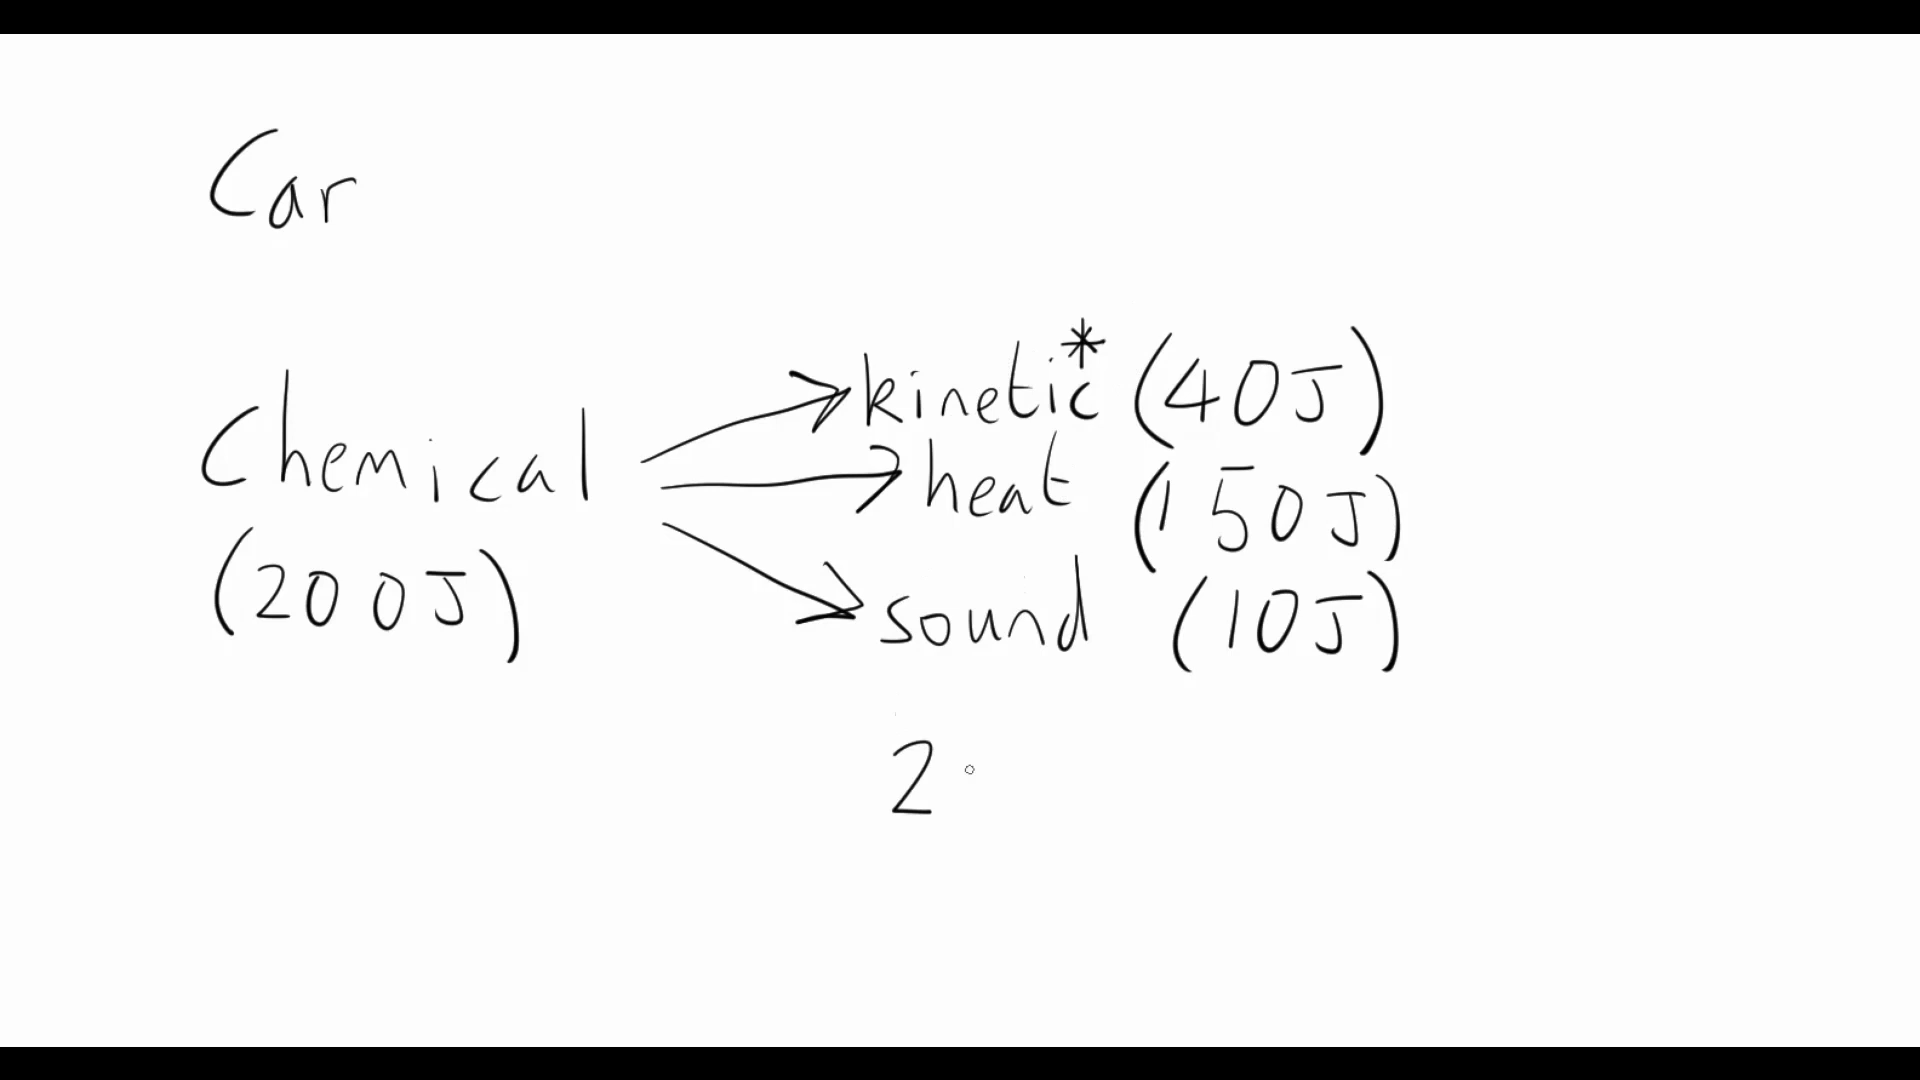 Car
Chemical
(200J)
kinetic* (40J)
heat (150J)
sound (10J)
2